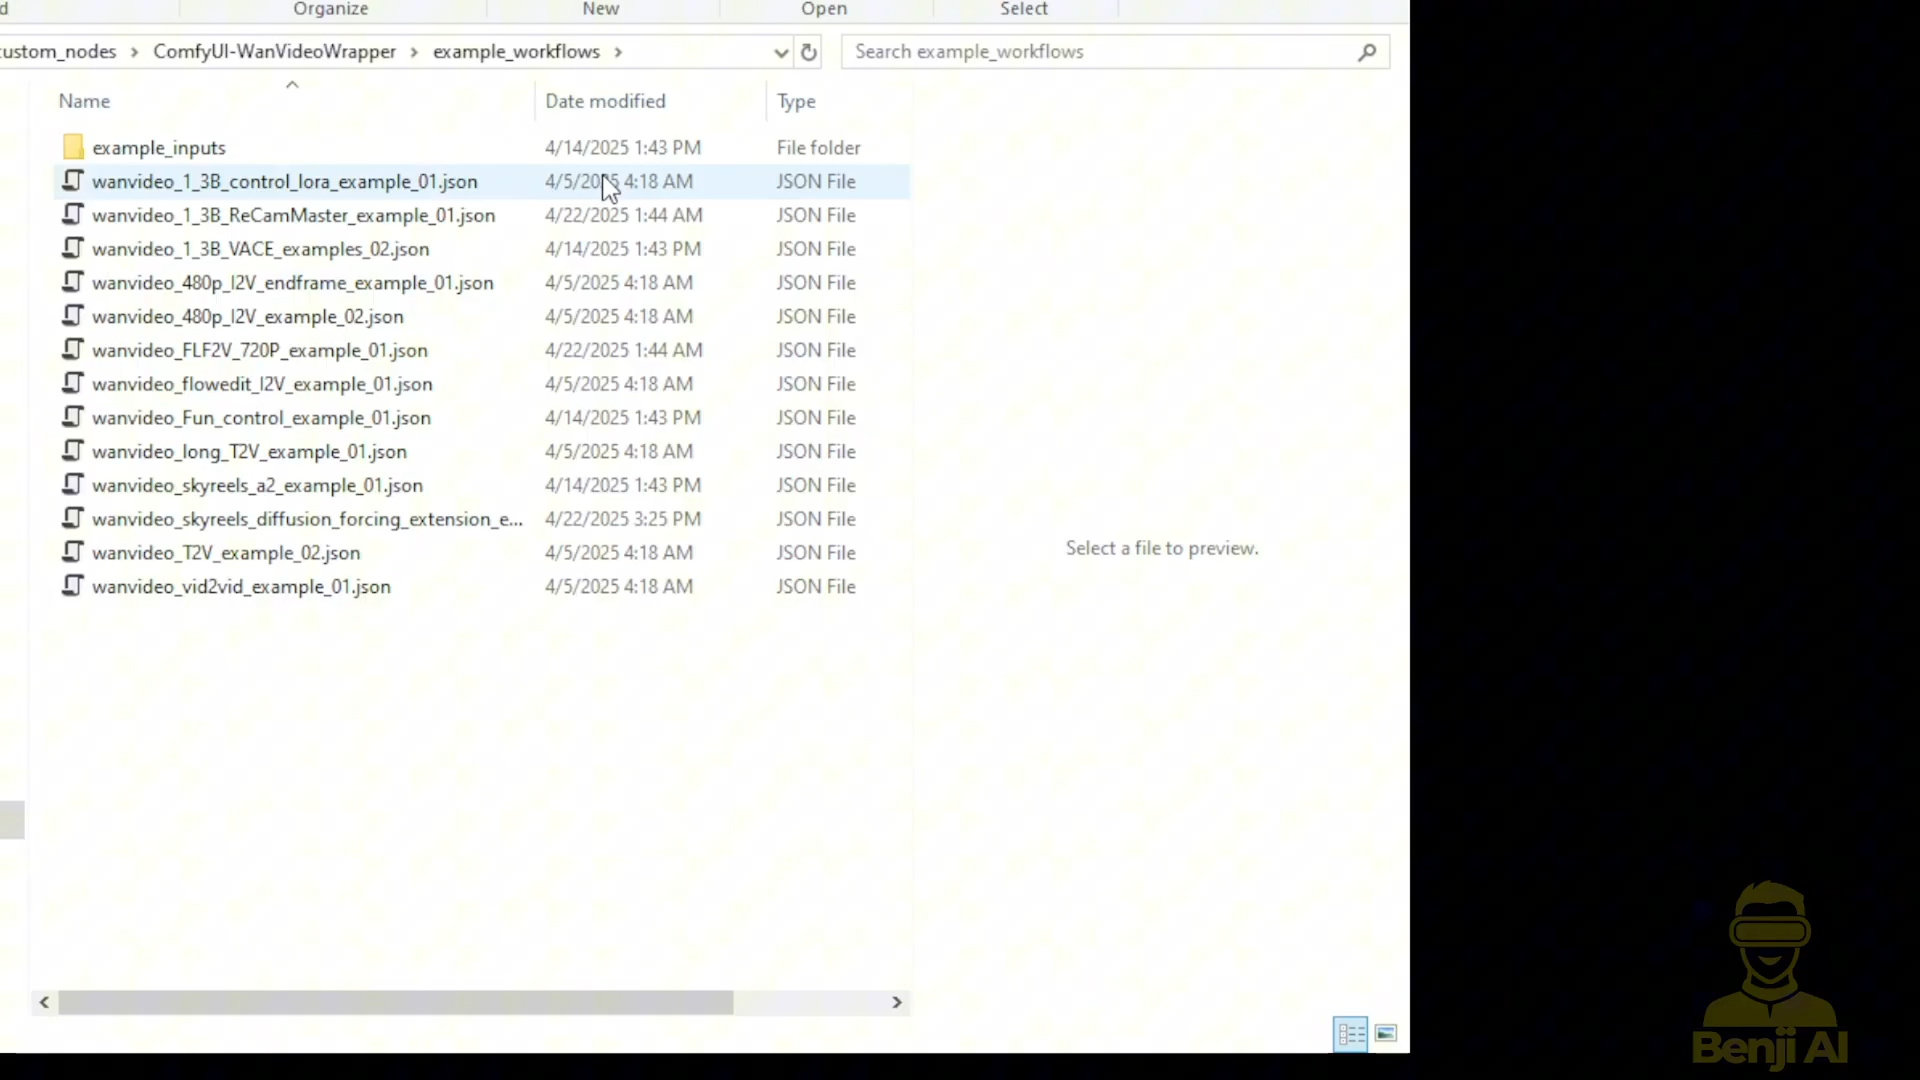 d
Organize New Open Select
custom_nodes > ComfyUI-WanVideoWrapper > example_workflows >
Search example_workflows
Name Date modified Type
example_inputs 4/14/2025 1:43 PM File folder
wanvideo_1_3B_control_lora_example_01.json 4/5/2025 4:18 AM JSON File
wanvideo_1_3B_ReCamMaster_example_01.json 4/22/2025 1:44 AM JSON File
wanvideo_1_3B_VACE_examples_02.json 4/14/2025 1:43 PM JSON File
wanvideo_480p_I2V_endframe_example_01.json 4/5/2025 4:18 AM JSON File
wanvideo_480p_I2V_example_02.json 4/5/2025 4:18 AM JSON File
wanvideo_FLF2V_720P_example_01.json 4/22/2025 1:44 AM JSON File
wanvideo_flowedit_I2V_example_01.json 4/5/2025 4:18 AM JSON File
wanvideo_Fun_control_example_01.json 4/14/2025 1:43 PM JSON File
wanvideo_long_T2V_example_01.json 4/5/2025 4:18 AM JSON File
wanvideo_skyreels_a2_example_01.json 4/14/2025 1:43 PM JSON File
wanvideo_skyreels_diffusion_forcing_extension_e... 4/22/2025 3:25 PM JSON File
wanvideo_T2V_example_02.json 4/5/2025 4:18 AM JSON File
wanvideo_vid2vid_example_01.json 4/5/2025 4:18 AM JSON File
Select a file to preview.
Benji AI